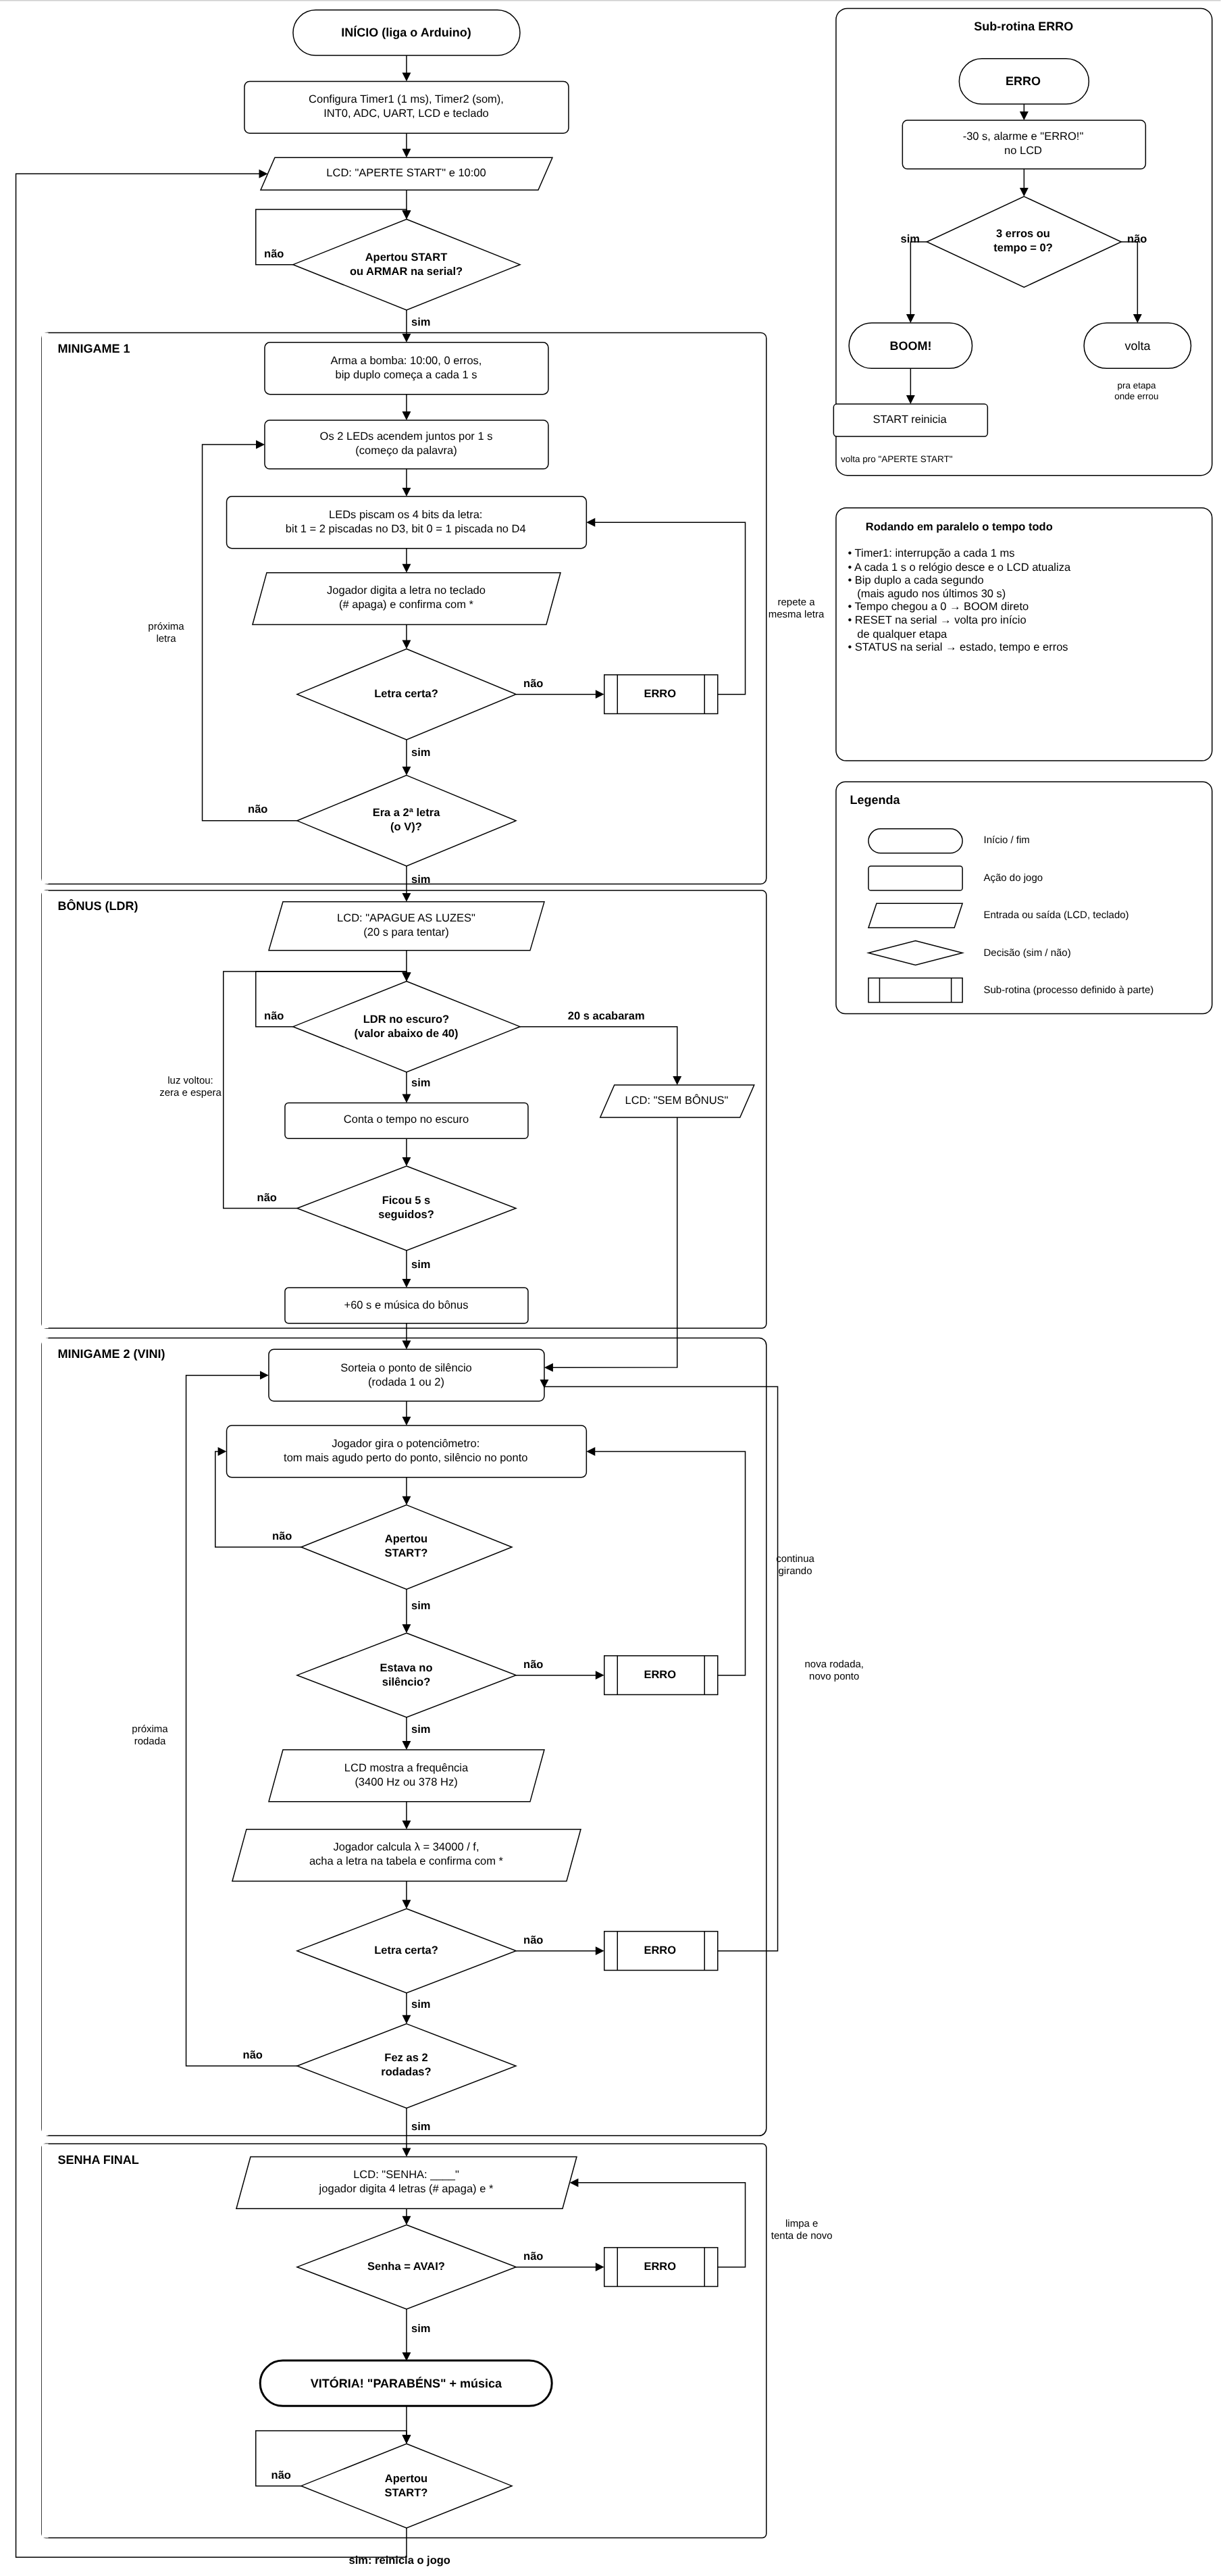 INÍCIO (liga o Arduino)
Configura Timer1 (1 ms), Timer2 (som),
INT0, ADC, UART, LCD e teclado
LCD: "APERTE START" e 10:00
não
Apertou START
ou ARMAR na serial?
sim
MINIGAME 1
Arma a bomba: 10:00, 0 erros,
bip duplo começa a cada 1 s
Os 2 LEDs acendem juntos por 1 s
(começo da palavra)
LEDs piscam os 4 bits da letra:
bit 1 = 2 piscadas no D3, bit 0 = 1 piscada no D4
Jogador digita a letra no teclado
(# apaga) e confirma com *
próxima
letra
repete a
mesma letra
Letra certa?
não
ERRO
sim
não
Era a 2ª letra
(o V)?
sim
BÔNUS (LDR)
LCD: "APAGUE AS LUZES"
(20 s para tentar)
não
LDR no escuro?
(valor abaixo de 40)
20 s acabaram
sim
luz voltou:
zera e espera
LCD: "SEM BÔNUS"
Conta o tempo no escuro
não
Ficou 5 s
seguidos?
sim
+60 s e música do bônus
MINIGAME 2 (VINI)
Sorteia o ponto de silêncio
(rodada 1 ou 2)
Jogador gira o potenciômetro:
tom mais agudo perto do ponto, silêncio no ponto
não
Apertou
START?
continua
girando
sim
Estava no
silêncio?
não
ERRO
nova rodada,
novo ponto
sim
próxima
rodada
LCD mostra a frequência
(3400 Hz ou 378 Hz)
Jogador calcula λ = 34000 / f,
acha a letra na tabela e confirma com *
Letra certa?
não
ERRO
sim
não
Fez as 2
rodadas?
sim
SENHA FINAL
LCD: "SENHA: ____"
jogador digita 4 letras (# apaga) e *
limpa e
tenta de novo
Senha = AVAI?
não
ERRO
sim
VITÓRIA! "PARABÉNS" + música
não
Apertou
START?
sim: reinicia o jogo
Sub-rotina ERRO
ERRO
-30 s, alarme e "ERRO!"
no LCD
sim
3 erros ou
tempo = 0?
não
BOOM!
volta
pra etapa
onde errou
START reinicia
volta pro "APERTE START"
Rodando em paralelo o tempo todo
• Timer1: interrupção a cada 1 ms
• A cada 1 s o relógio desce e o LCD atualiza
• Bip duplo a cada segundo
(mais agudo nos últimos 30 s)
• Tempo chegou a 0 → BOOM direto
• RESET na serial → volta pro início
de qualquer etapa
• STATUS na serial → estado, tempo e erros
Legenda
Início / fim
Ação do jogo
Entrada ou saída (LCD, teclado)
Decisão (sim / não)
Sub-rotina (processo definido à parte)